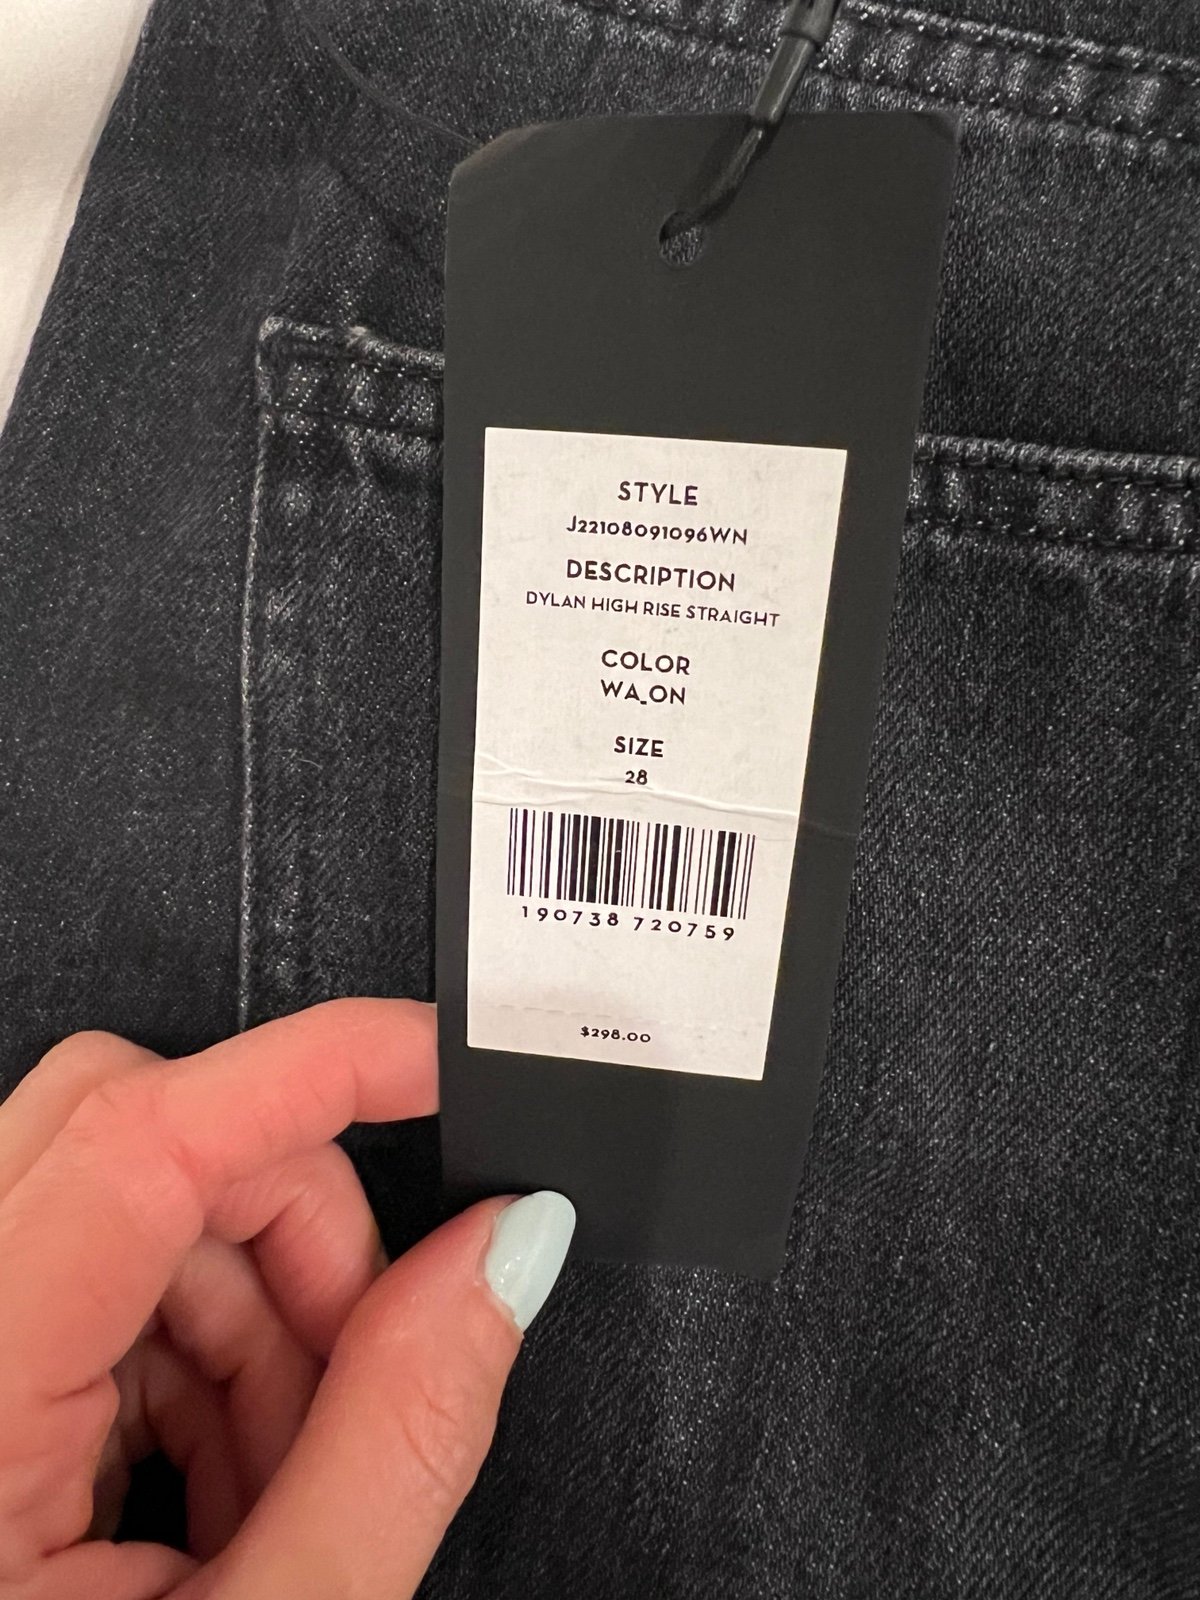 STYLE
J22108091096WN
DESCRIPTION
DYLAN HIGH RISE STRAIGHT
COLOR
WA_ON
SIZE
28
190738 720759
$298.00